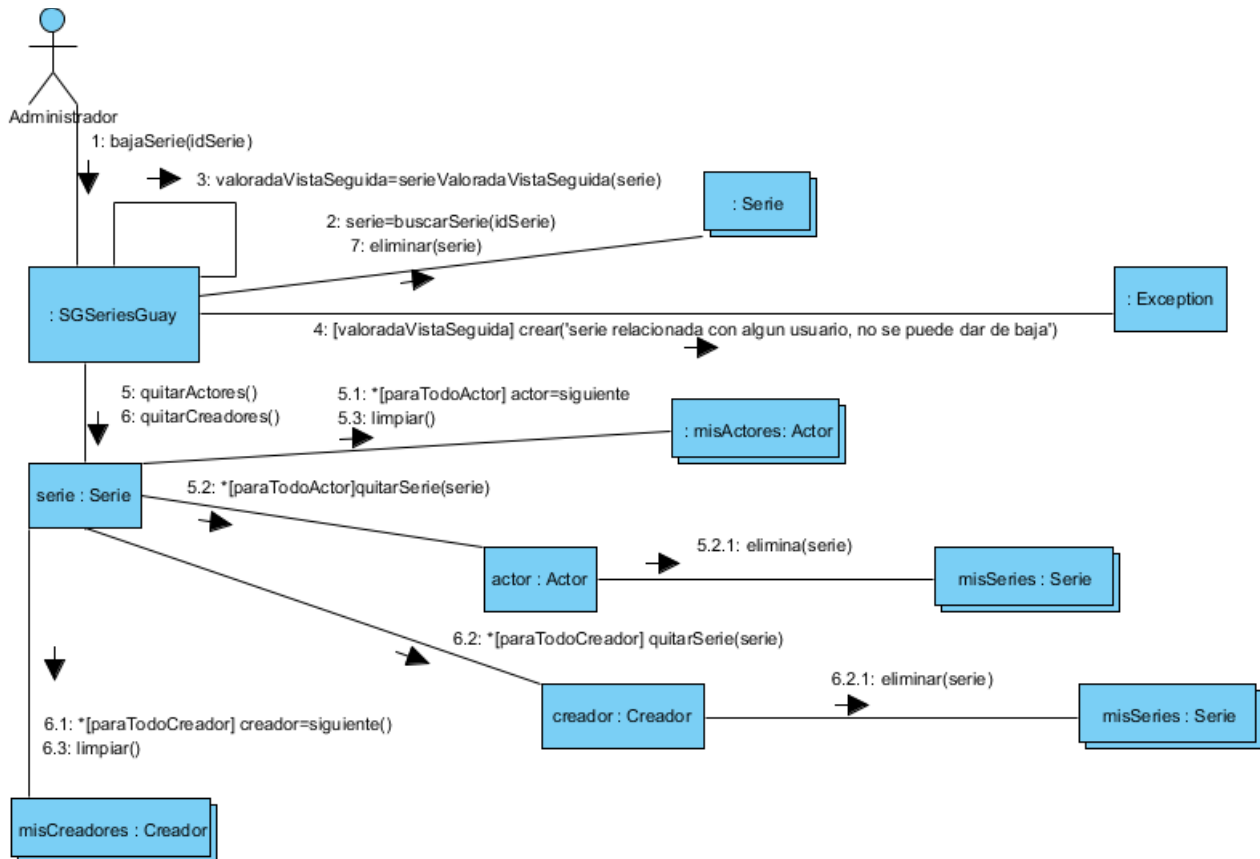 Administrador
1: bajaSerie(idSerie)
3: valoradaVistaSeguida=serieValoradaVistaSeguida(serie)
: Serie
2: serie=buscarSerie(idSerie)
7: eliminar(serie)
: SGSeriesGuay
: Exception
4: [valoradaVistaSeguida] crear('serie relacionada con algun usuario, no se puede dar de baja')
5: quitarActores()
6: quitarCreadores()
5.1: *[paraTodoActor] actor=siguiente
5.3: limpiar()
: misActores: Actor
serie : Serie
5.2: *[paraTodoActor]quitarSerie(serie)
5.2.1: elimina(serie)
actor : Actor
misSeries : Serie
6.2: *[paraTodoCreador] quitarSerie(serie)
6.2.1: eliminar(serie)
creador : Creador
misSeries : Serie
6.1: *[paraTodoCreador] creador=siguiente()
6.3: limpiar()
misCreadores : Creador